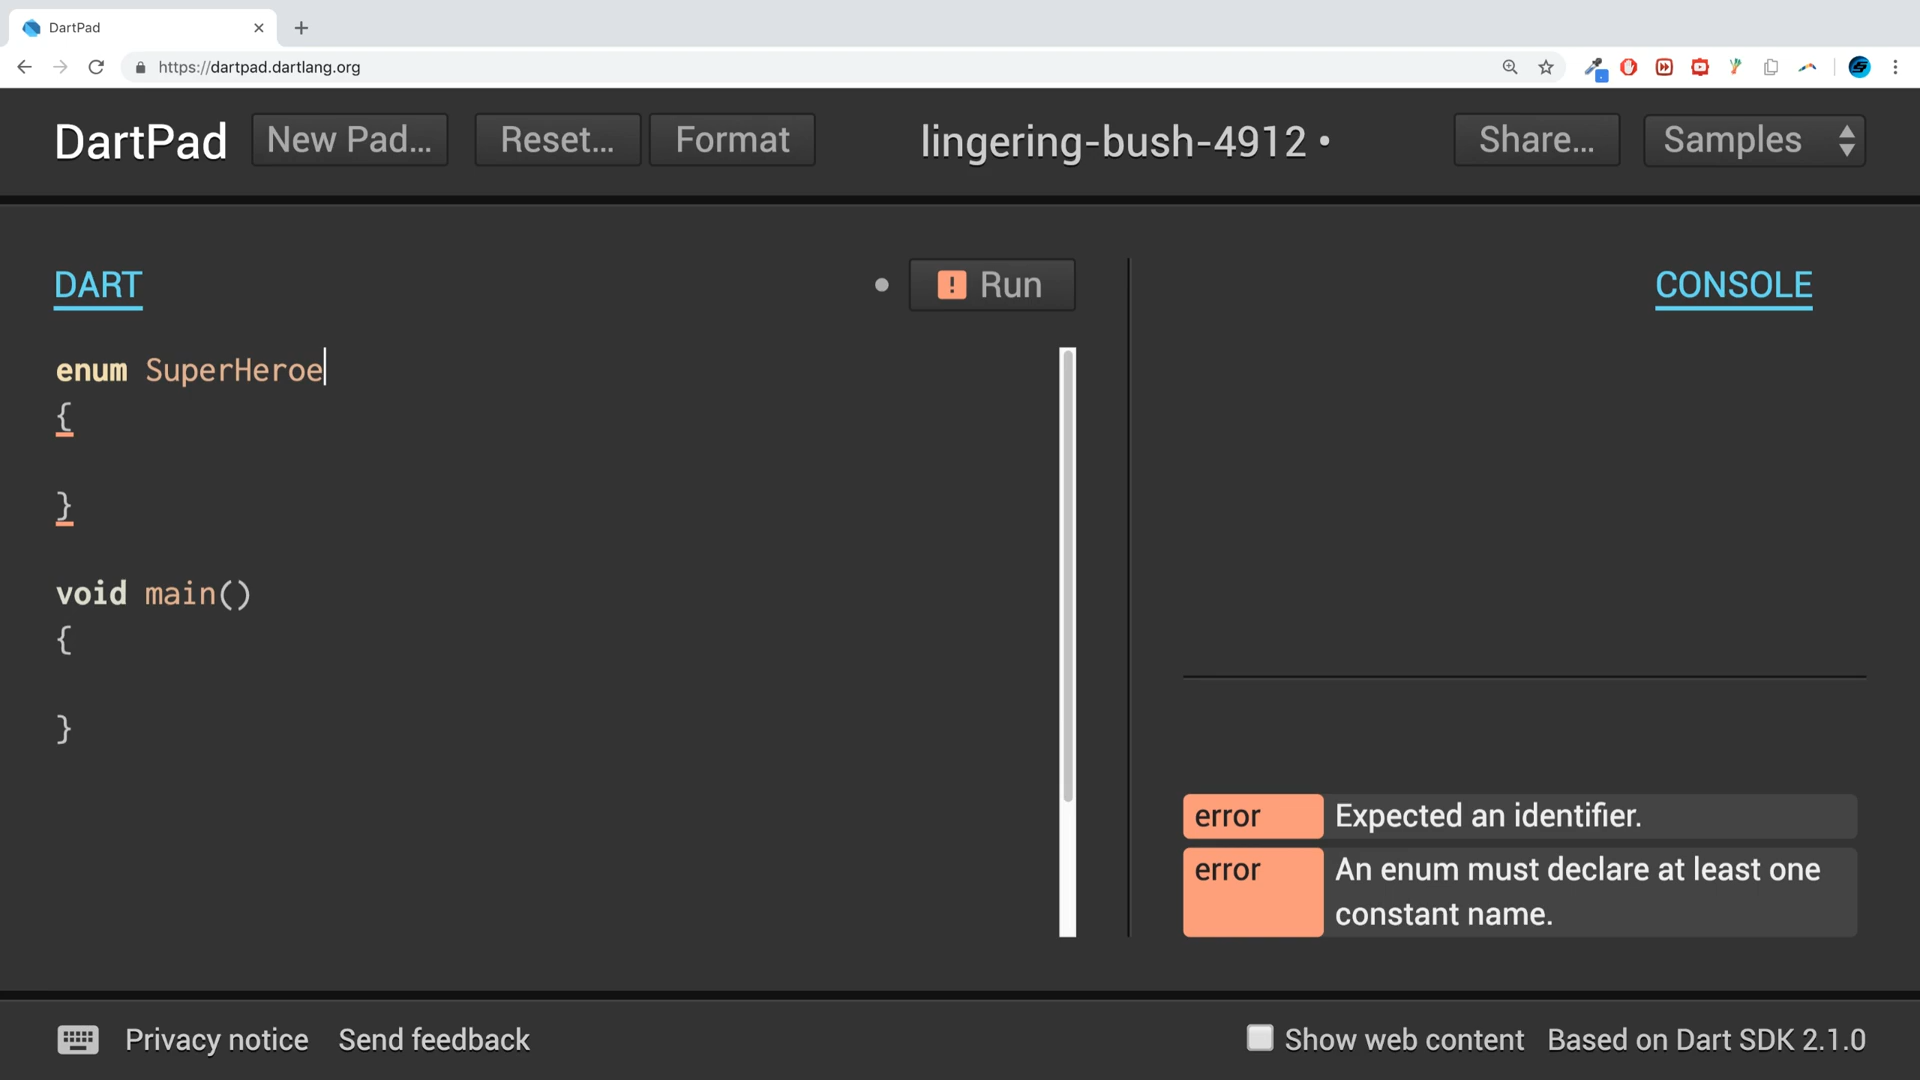 DartPad
https://dartpad.dartlang.org
DartPad New Pad... Reset... Format lingering-bush-4912 • Share... Samples
DART Run CONSOLE
enum SuperHeroe
{
}
void main()
{
}
error Expected an identifier.
error An enum must declare at least one
constant name.
Privacy notice Send feedback Show web content Based on Dart SDK 2.1.0